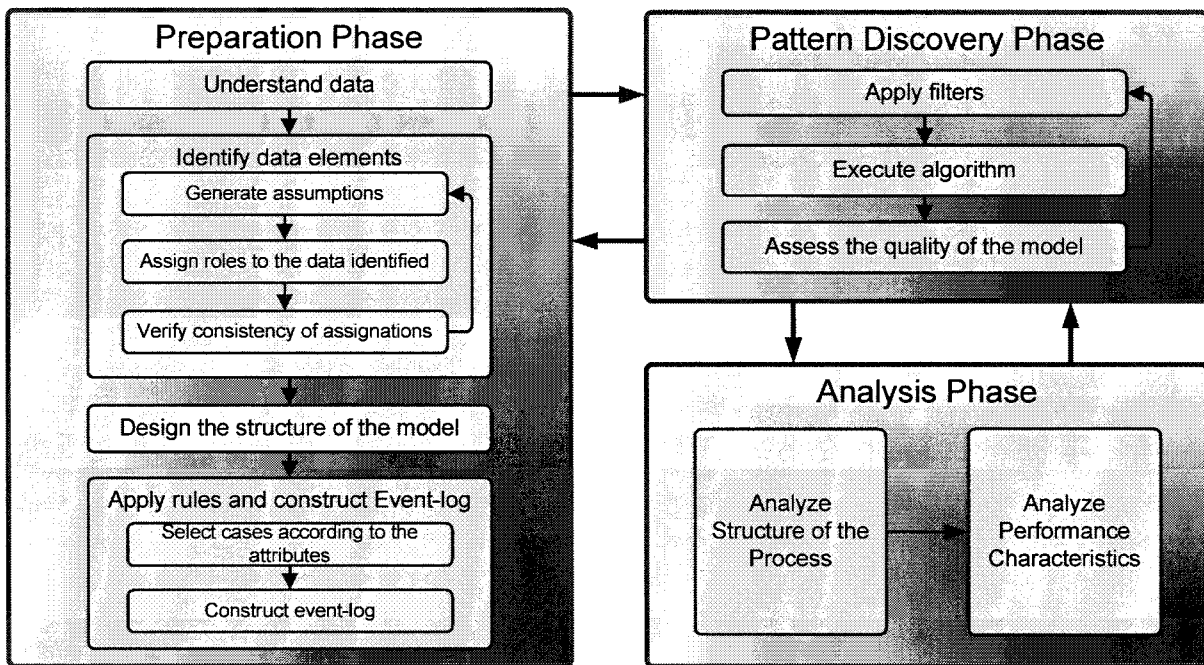 Preparation Phase
Understand data
Identify data elements
Generate assumptions
Assign roles to the data identified
Verify consistency of assignations
Design the structure of the model
Apply rules and construct Event-log
Select cases according to the
attributes
Construct event-log
Pattern Discovery Phase
Apply filters
Execute algorithm
Assess the quality of the model
Analysis Phase
Analyze
Structure of the
Process
Analyze
Performance
Characteristics